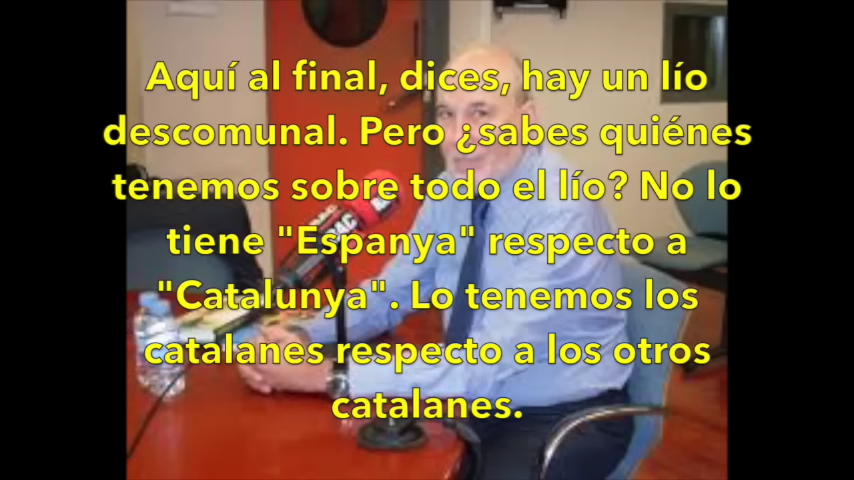 Aquí al final, dices, hay un lío
descomunal. Pero ¿sabes quiénes
tenemos sobre todo el lío? No lo
tiene "Espanya" respecto a
"Catalunya". Lo tenemos los
catalanes respecto a los otros
catalanes.